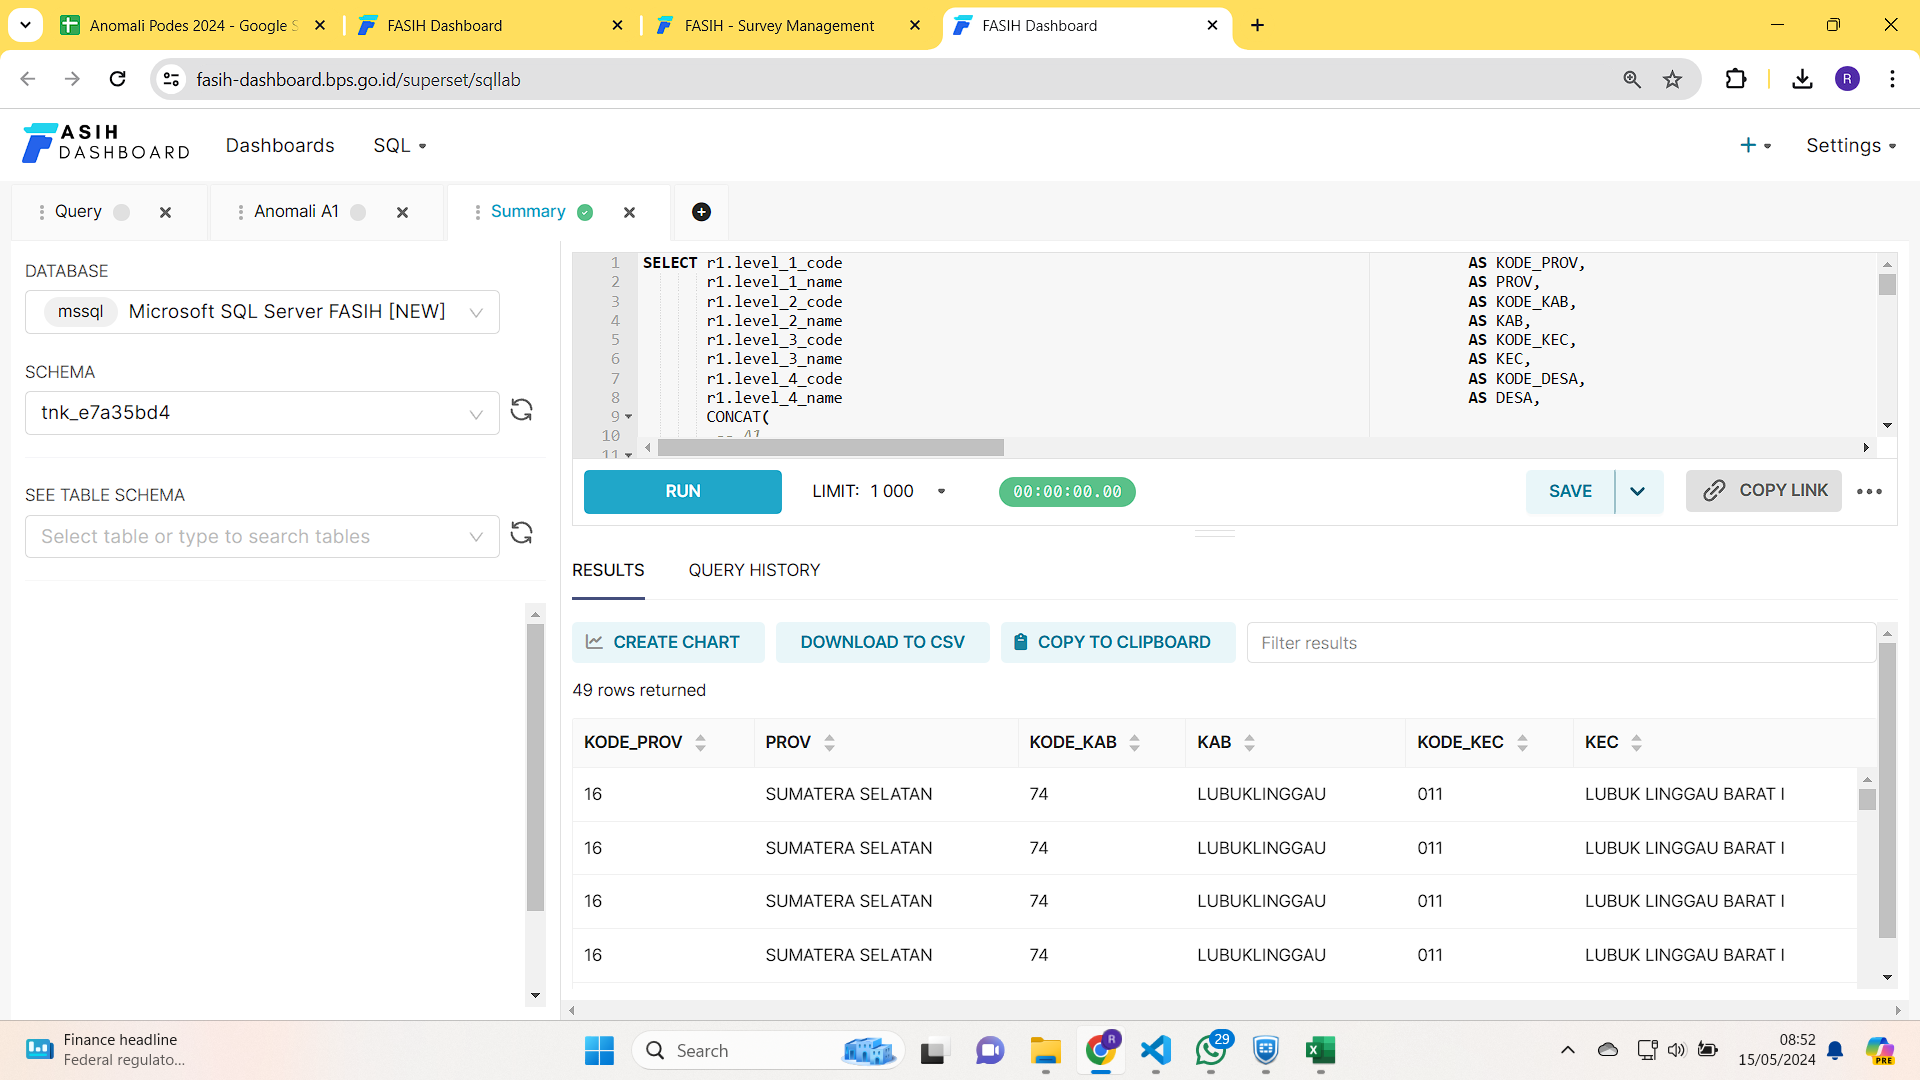 Anomali Podes 2024 - Google S
FASIH Dashboard
FASIH - Survey Management
FASIH Dashboard
fasih-dashboard.bps.go.id/superset/sqllab
R
ASIH
DASHBOARD
Dashboards
SQL
Settings
Query
Anomali A1
Summary
DATABASE
mssql Microsoft SQL Server FASIH [NEW]
SCHEMA
tnk_e7a35bd4
SEE TABLE SCHEMA
Select table or type to search tables
1 SELECT r1.level_1_code AS KODE_PROV,
2 r1.level_1_name AS PROV,
3 r1.level_2_code AS KODE_KAB,
4 r1.level_2_name AS KAB,
5 r1.level_3_code AS KODE_KEC,
6 r1.level_3_name AS KEC,
7 r1.level_4_code AS KODE_DESA,
8 r1.level_4_name AS DESA,
9 CONCAT(
10 -- A1
11
RUN
LIMIT: 1 000
00:00:00.00
SAVE
COPY LINK
RESULTS
QUERY HISTORY
CREATE CHART
DOWNLOAD TO CSV
COPY TO CLIPBOARD
Filter results
49 rows returned
KODE_PROV PROV KODE_KAB KAB KODE_KEC KEC
16 SUMATERA SELATAN 74 LUBUKLINGGAU 011 LUBUK LINGGAU BARAT I
16 SUMATERA SELATAN 74 LUBUKLINGGAU 011 LUBUK LINGGAU BARAT I
16 SUMATERA SELATAN 74 LUBUKLINGGAU 011 LUBUK LINGGAU BARAT I
16 SUMATERA SELATAN 74 LUBUKLINGGAU 011 LUBUK LINGGAU BARAT I
Finance headline
Federal regulato...
Search
R
29
08:52
15/05/2024
PRE